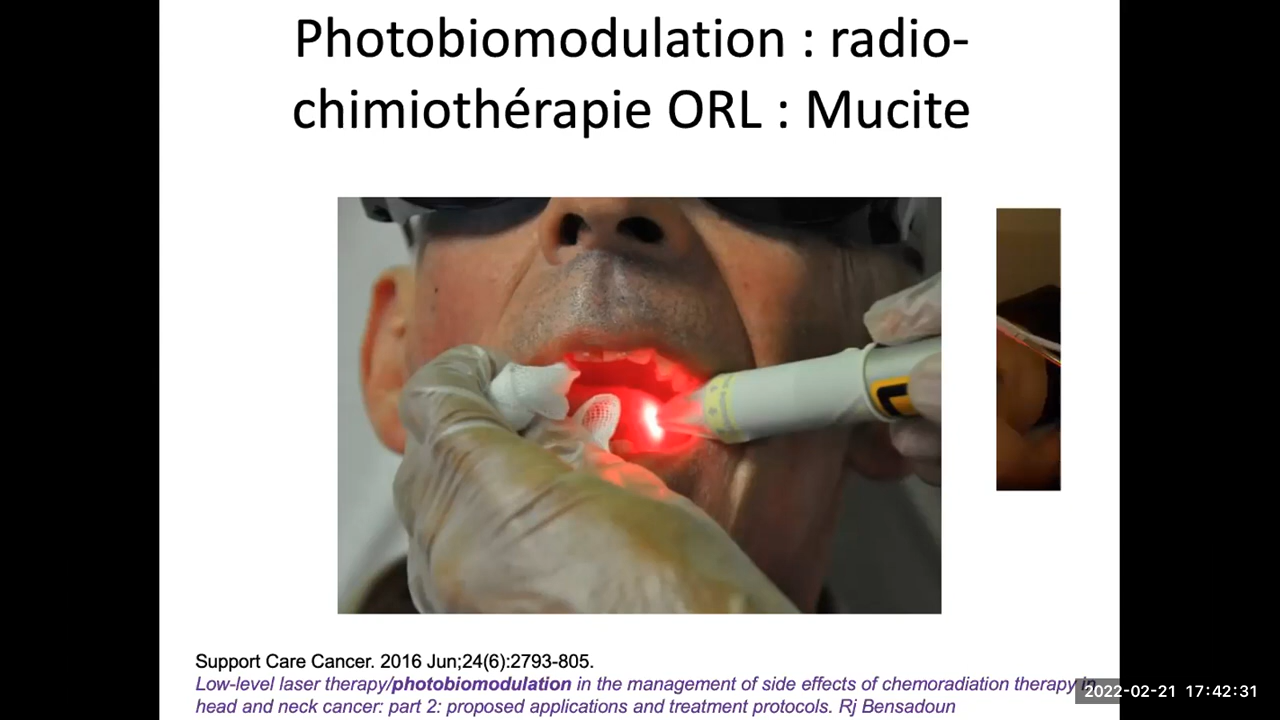 Photobiomodulation : radio-
chimiothérapie ORL : Mucite
Support Care Cancer. 2016 Jun;24(6):2793-805.
Low-level laser therapy/photobiomodulation in the management of side effects of chemoradiation therapy in
head and neck cancer: part 2: proposed applications and treatment protocols. Rj Bensadoun
2022-02-21 17:42:31